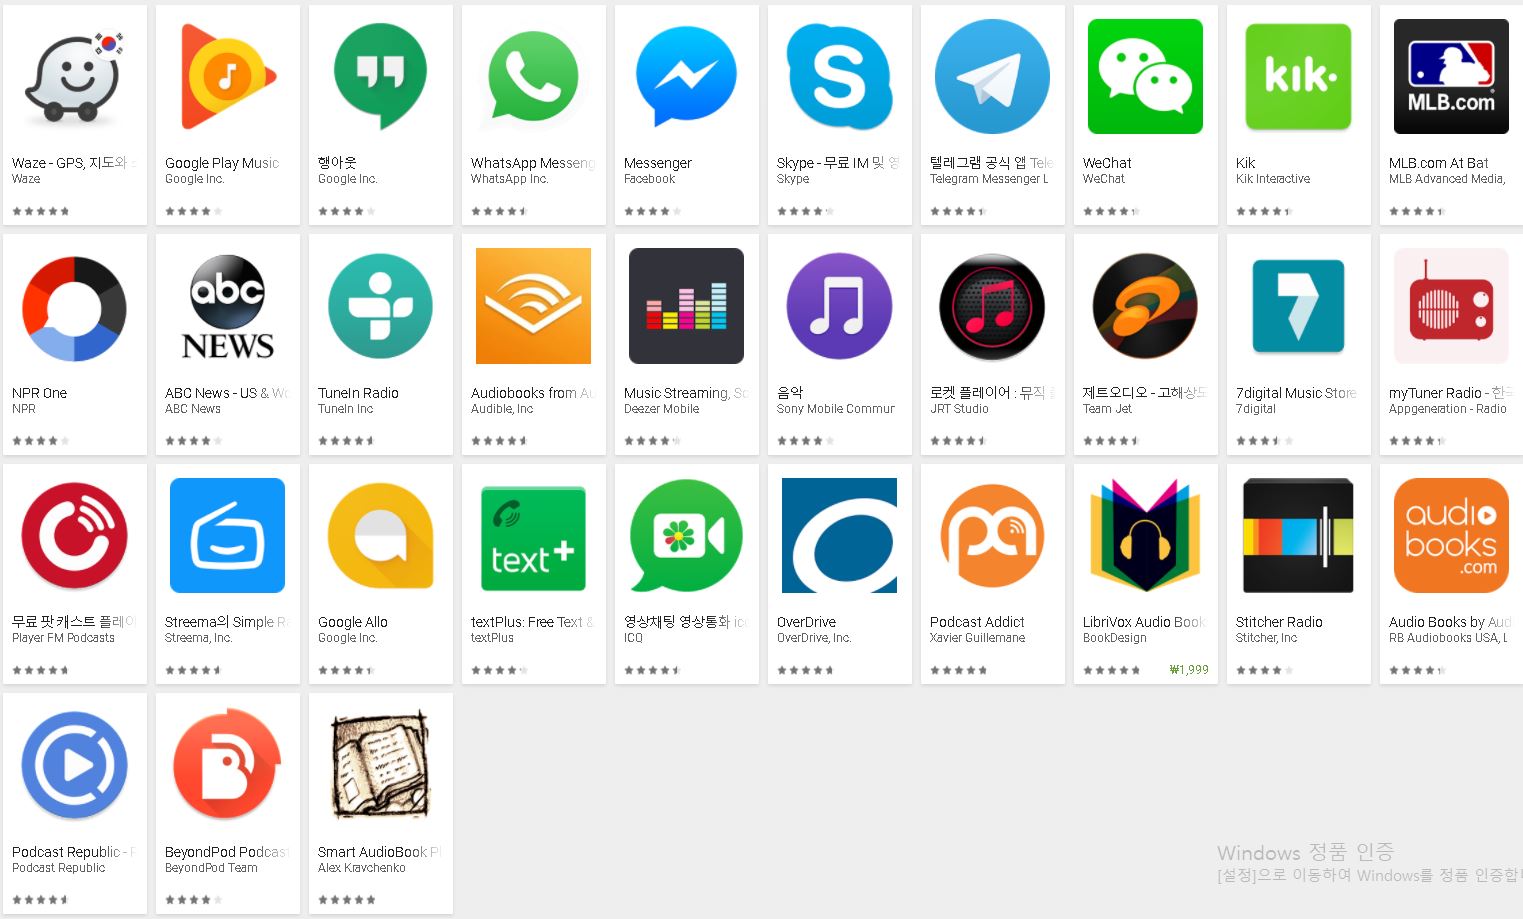 kik·
MLB.com
Waze - GPS, 지도와
Waze
Google Play Music
Google Inc.
행아웃
Google Inc.
WhatsApp Messeng
WhatsApp Inc.
Messenger
Facebook
Skype - 무료 IM 및 영
Skype
텔레그램 공식 앱 Tele
Telegram Messenger L
WeChat
WeChat
Kik
Kik Interactive
MLB.com At Bat
MLB Advanced Media,
abc
NEWS
7
NPR One
NPR
ABC News - US & Wo
ABC News
TuneIn Radio
TuneIn Inc
Audiobooks from Au
Audible, Inc
Music Streaming, So
Deezer Mobile
음악
Sony Mobile Commun
로켓 플레이어 : 뮤직
JRT Studio
제트오디오 - 고해상도
Team Jet
7digital Music Store
7digital
myTuner Radio - 한국
Appgeneration - Radio
text+
audio
books
.com
무료 팟 캐스트 플레이
Player FM Podcasts
Streema의 Simple Ra
Streema, Inc.
Google Allo
Google Inc.
textPlus: Free Text &
textPlus
영상채팅 영상통화 ic
ICQ
OverDrive
OverDrive, Inc.
Podcast Addict
Xavier Guillemane
LibriVox Audio Book
BookDesign
₩1,999
Stitcher Radio
Stitcher, Inc
Audio Books by Aud
RB Audiobooks USA, L
B
Podcast Republic -
Podcast Republic
BeyondPod Podcast
BeyondPod Team
Smart AudioBook Pl
Alex Kravchenko
Windows 정품 인증
[설정]으로 이동하여 Windows를 정품 인증합